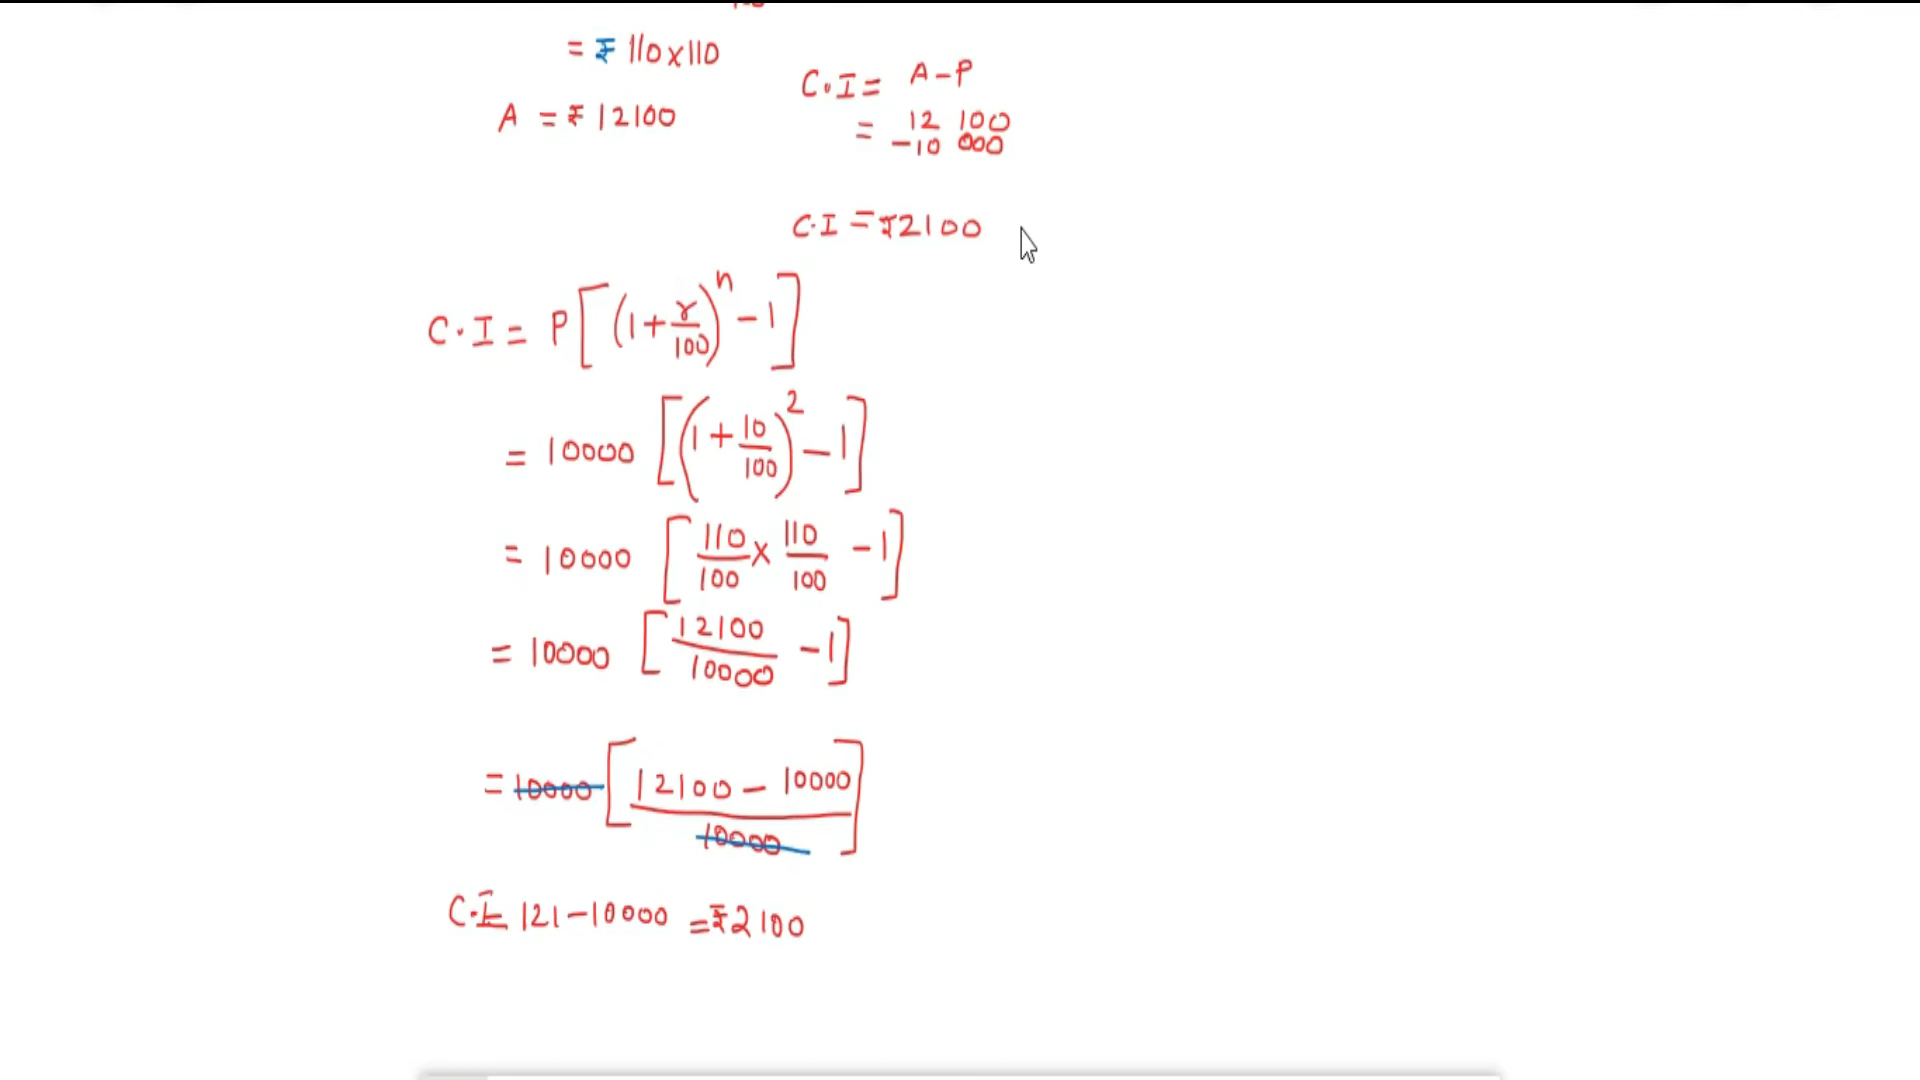 = ₹ 110×110
A = ₹ 12100
C.I = A-P
= 12 100
-10 000
C.I = ₹2100
C.I = P[(1+r/100)^n -1]
= 10000 [(1+10/100)^2 -1]
= 10000 [110/100 × 110/100 -1]
= 10000 [12100/10000 -1]
= 10000 [12100 - 10000/10000]
C.I= 121-10000 = ₹2100